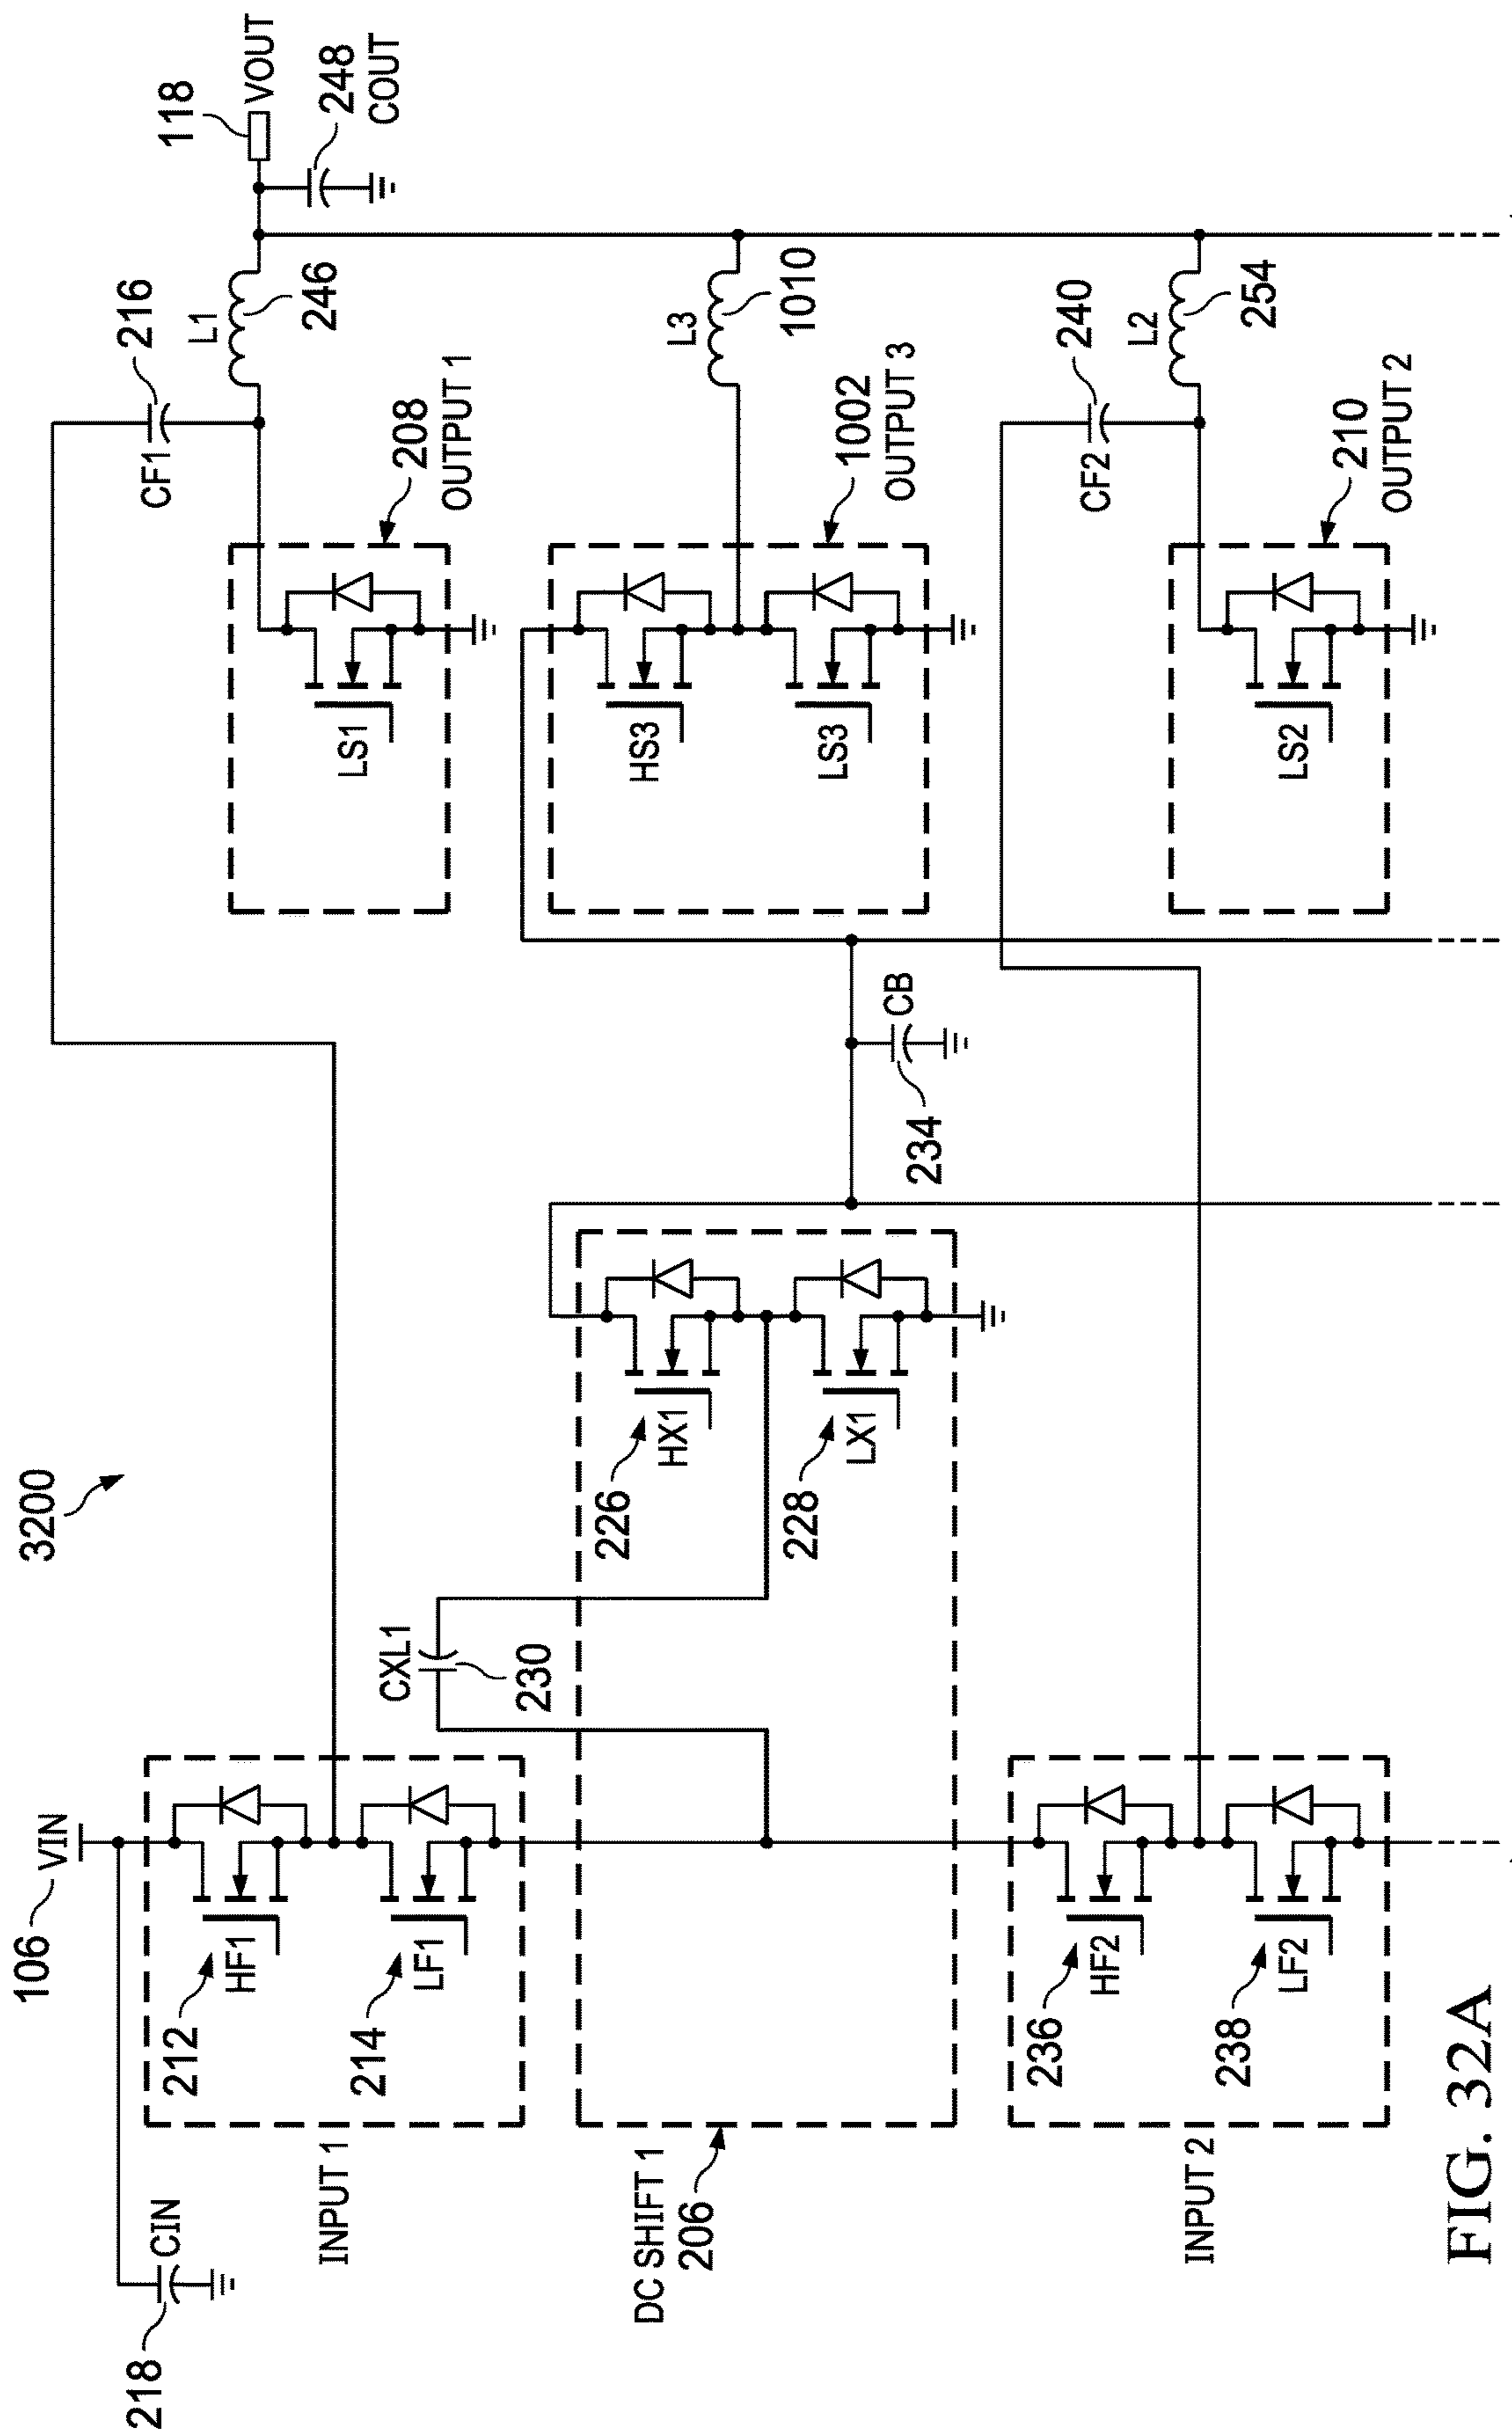 3200
106
VIN
218
CIN
212
HF1
214
LF1
INPUT 1
CXL1
230
DC SHIFT 1
206
226
HX1
228
LX1
236
HF2
238
LF2
INPUT 2
234
CB
CF1
216
L1
246
118
VOUT
248
COUT
208
OUTPUT 1
LS1
L3
1010
1002
OUTPUT 3
HS3
LS3
CF2
240
L2
254
210
OUTPUT 2
LS2
FIG. 32A